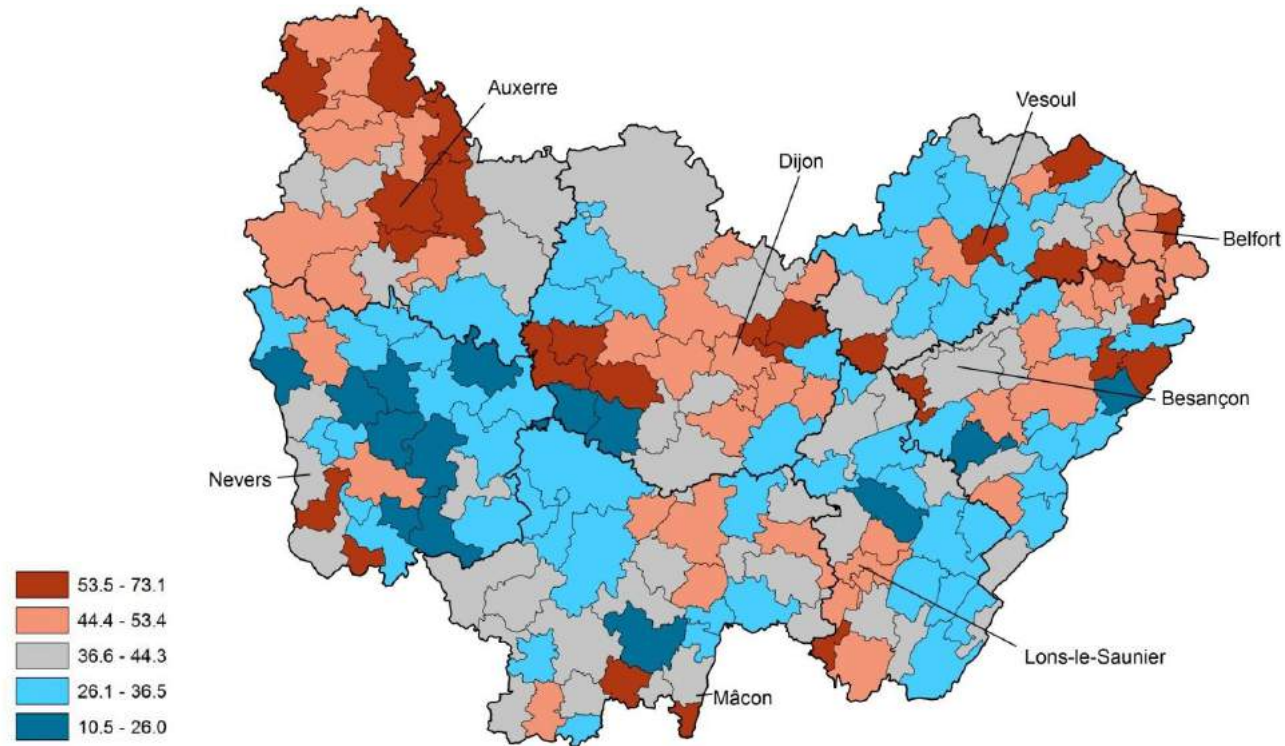 Auxerre
Vesoul
Dijon
Belfort
Besançon
Nevers
Lons-le-Saunier
Mâcon
53.5 - 73.1
44.4 - 53.4
36.6 - 44.3
26.1 - 36.5
10.5 - 26.0